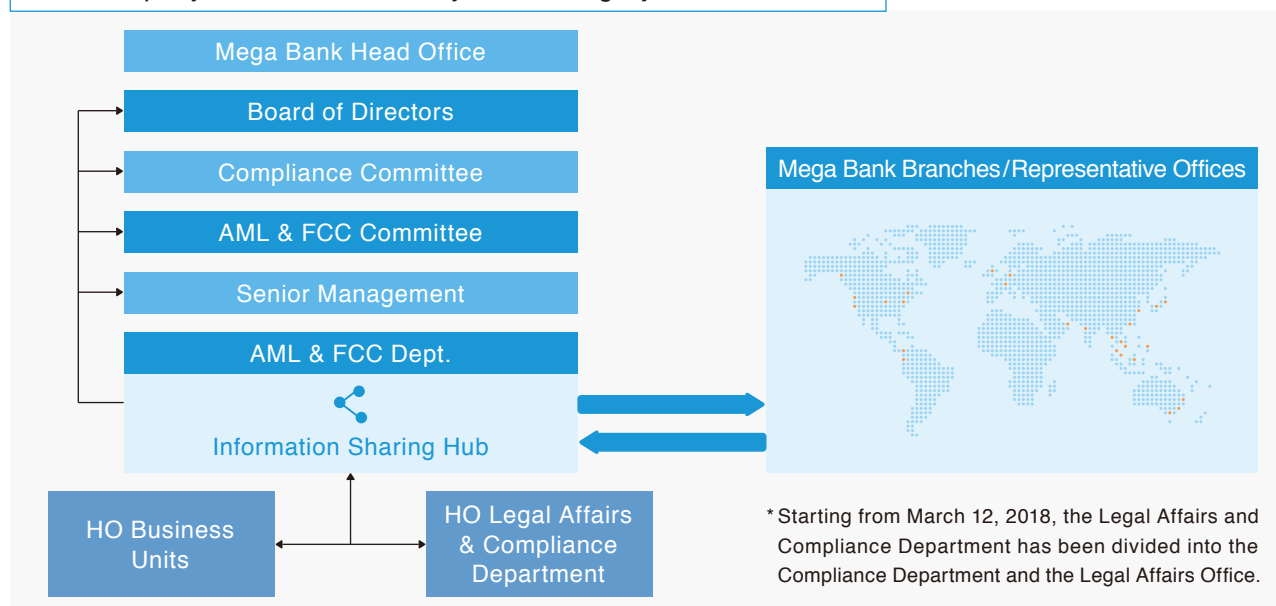 Mega Bank Head Office
Board of Directors
Compliance Committee
AML & FCC Committee
Senior Management
AML & FCC Dept.
Information Sharing Hub
HO Business
Units
HO Legal Affairs
& Compliance
Department
Mega Bank Branches/Representative Offices
* Starting from March 12, 2018, the Legal Affairs and
Compliance Department has been divided into the
Compliance Department and the Legal Affairs Office.